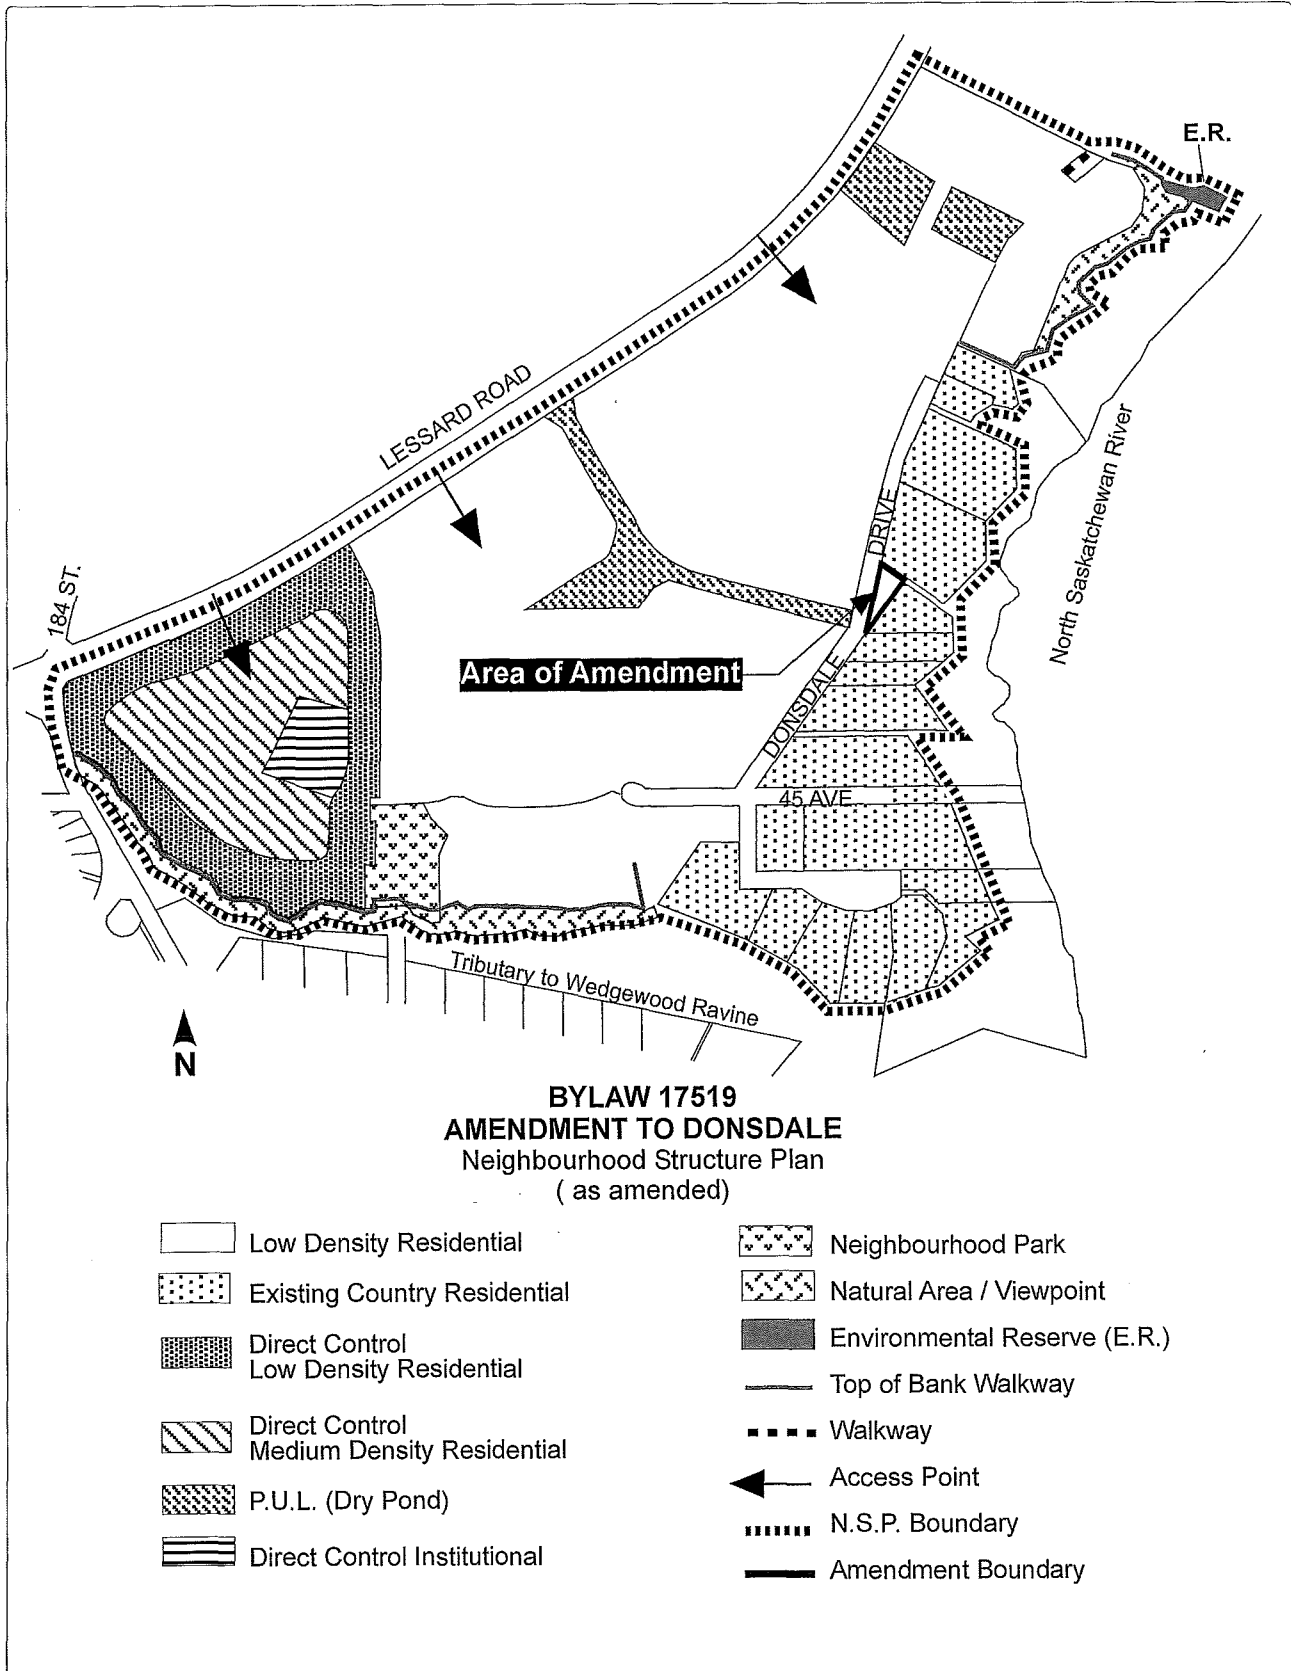 E.R.
LESSARD ROAD
184 ST.
DRIVE
North Saskatchewan River
Area of Amendment
DONSDALE
45 AVE
Tributary to Wedgewood Ravine
N
BYLAW 17519
AMENDMENT TO DONSDALE
Neighbourhood Structure Plan
( as amended)
Low Density Residential
Existing Country Residential
Direct Control
Low Density Residential
Direct Control
Medium Density Residential
P.U.L. (Dry Pond)
Direct Control Institutional
Neighbourhood Park
Natural Area / Viewpoint
Environmental Reserve (E.R.)
Top of Bank Walkway
Walkway
Access Point
N.S.P. Boundary
Amendment Boundary